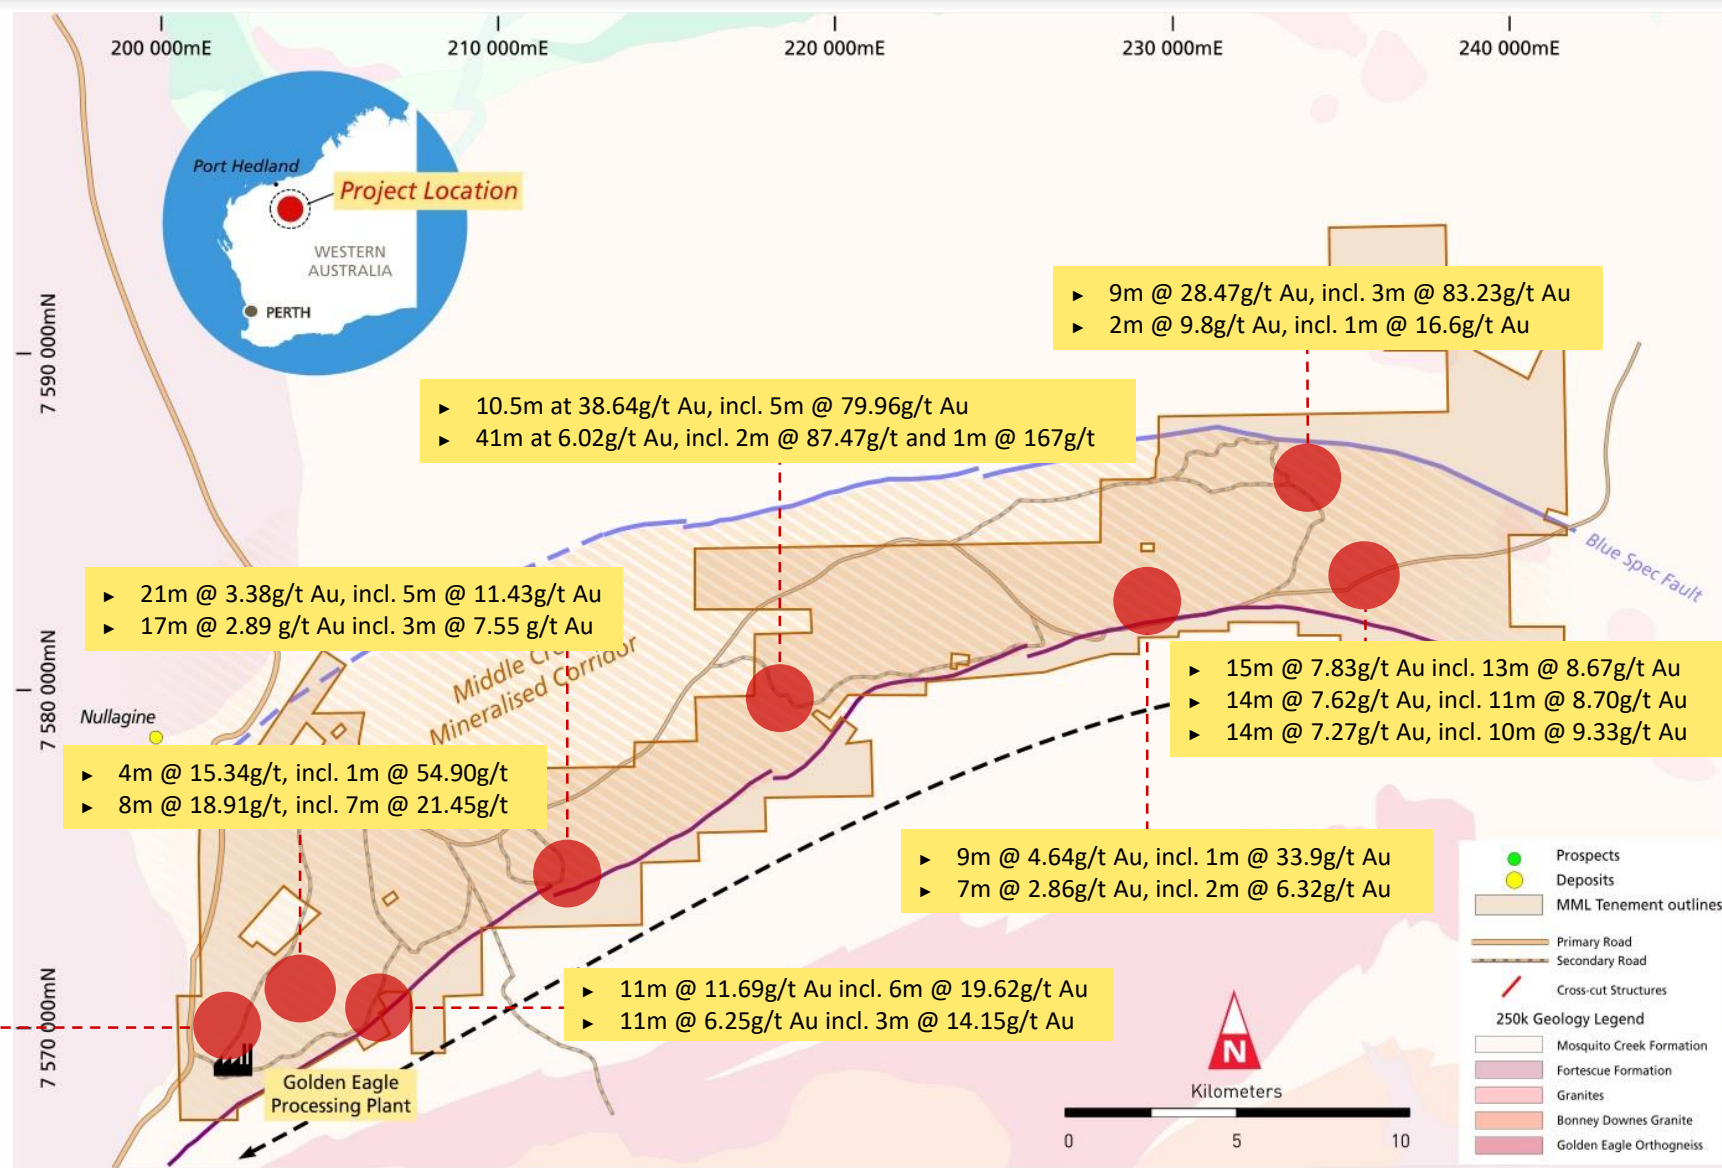 200 000mE
210 000mE
220 000mE
230 000mE
240 000mE
Port Hedland
Project Location
WESTERN
AUSTRALIA
PERTH
7 590 000mN
► 9m @ 28.47g/t Au, incl. 3m @ 83.23g/t Au
► 2m @ 9.8g/t Au, incl. 1m @ 16.6g/t Au
► 10.5m at 38.64g/t Au, incl. 5m @ 79.96g/t Au
► 41m at 6.02g/t Au, incl. 2m @ 87.47g/t and 1m @ 167g/t
Blue Spec Fault
► 21m @ 3.38g/t Au, incl. 5m @ 11.43g/t Au
► 17m @ 2.89 g/t Au incl. 3m @ 7.55 g/t Au
Middle
Mineralised Corridor
7 580 000mN
Nullagine
► 15m @ 7.83g/t Au incl. 13m @ 8.67g/t Au
► 14m @ 7.62g/t Au, incl. 11m @ 8.70g/t Au
► 14m @ 7.27g/t Au, incl. 10m @ 9.33g/t Au
► 4m @ 15.34g/t, incl. 1m @ 54.90g/t
► 8m @ 18.91g/t, incl. 7m @ 21.45g/t
► 9m @ 4.64g/t Au, incl. 1m @ 33.9g/t Au
► 7m @ 2.86g/t Au, incl. 2m @ 6.32g/t Au
► 11m @ 11.69g/t Au incl. 6m @ 19.62g/t Au
► 11m @ 6.25g/t Au incl. 3m @ 14.15g/t Au
7 570 000mN
Golden Eagle
Processing Plant
N
Kilometers
0 5 10
Prospects
Deposits
MML Tenement outlines
Primary Road
Secondary Road
Cross-cut Structures
250k Geology Legend
Mosquito Creek Formation
Fortescue Formation
Granites
Bonney Downes Granite
Golden Eagle Orthogneiss